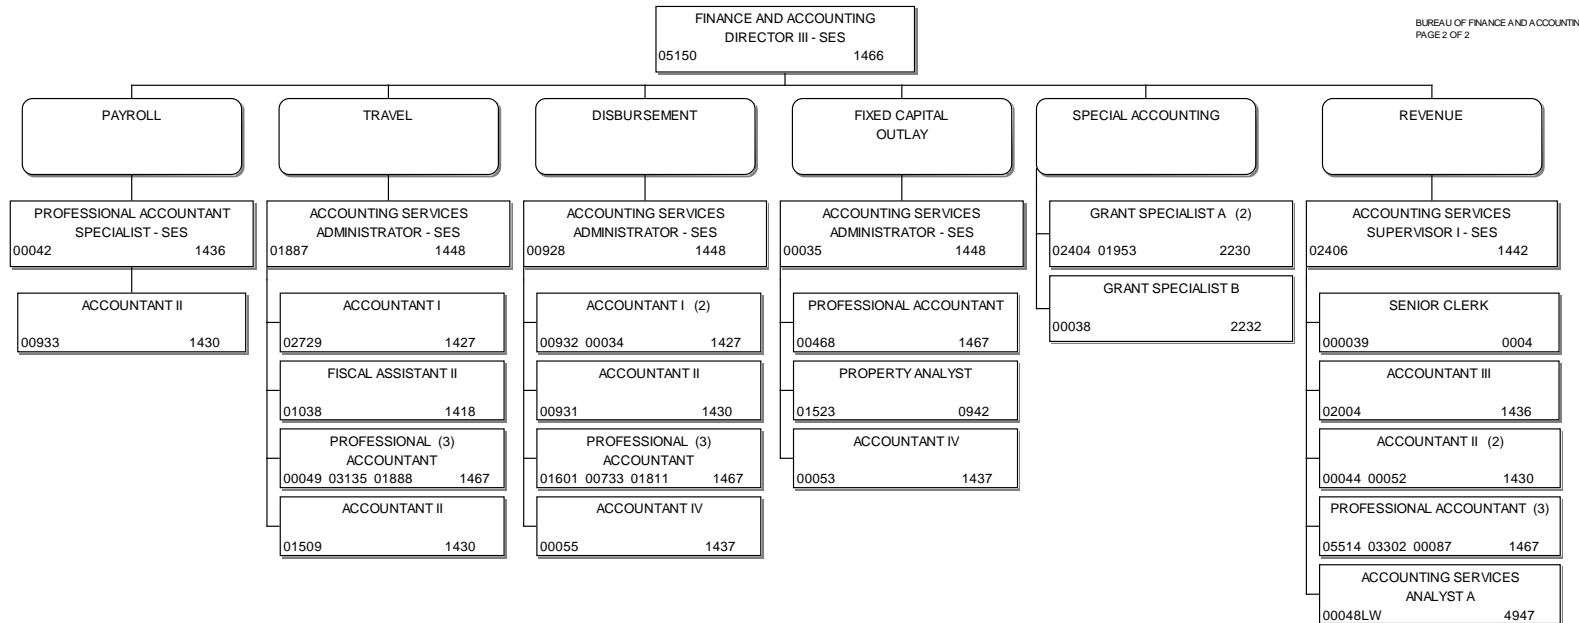 FINANCE AND ACCOUNTING
DIRECTOR III - SES
05150 1466
BUREAU OF FINANCE AND ACCOUNTIN
PAGE 2 OF 2
PAYROLL
TRAVEL
DISBURSEMENT
FIXED CAPITAL
OUTLAY
SPECIAL ACCOUNTING
REVENUE
PROFESSIONAL ACCOUNTANT
SPECIALIST - SES
00042 1436
ACCOUNTANT II
00933 1430
ACCOUNTING SERVICES
ADMINISTRATOR - SES
01887 1448
ACCOUNTANT I
02729 1427
FISCAL ASSISTANT II
01038 1418
PROFESSIONAL (3)
ACCOUNTANT
00049 03135 01888 1467
ACCOUNTANT II
01509 1430
ACCOUNTING SERVICES
ADMINISTRATOR - SES
00928 1448
ACCOUNTANT I (2)
00932 00034 1427
ACCOUNTANT II
00931 1430
PROFESSIONAL (3)
ACCOUNTANT
01601 00733 01811 1467
ACCOUNTANT IV
00055 1437
ACCOUNTING SERVICES
ADMINISTRATOR - SES
00035 1448
PROFESSIONAL ACCOUNTANT
00468 1467
PROPERTY ANALYST
01523 0942
ACCOUNTANT IV
00053 1437
GRANT SPECIALIST A (2)
02404 01953 2230
GRANT SPECIALIST B
00038 2232
ACCOUNTING SERVICES
SUPERVISOR I - SES
02406 1442
SENIOR CLERK
000039 0004
ACCOUNTANT III
02004 1436
ACCOUNTANT II (2)
00044 00052 1430
PROFESSIONAL ACCOUNTANT (3)
05514 03302 00087 1467
ACCOUNTING SERVICES
ANALYST A
00048LW 4947